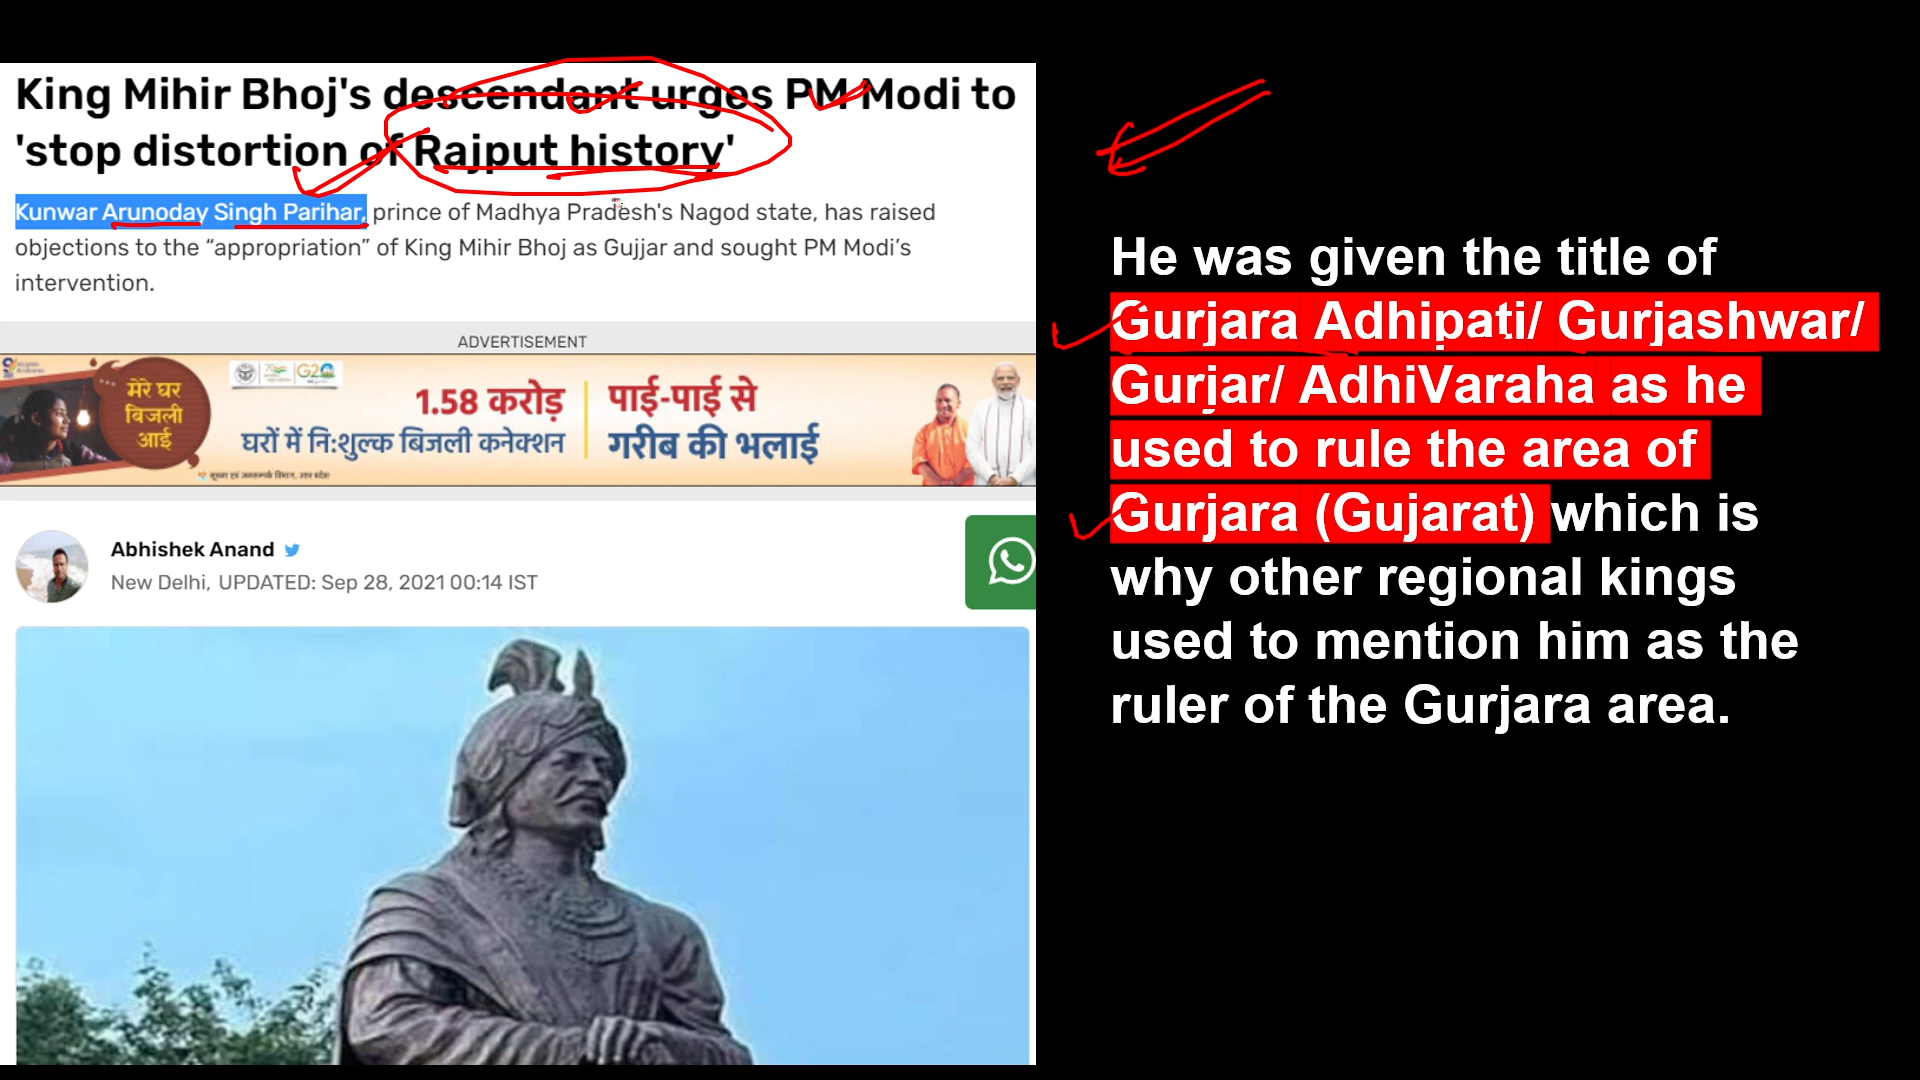 King Mihir Bhoj's descendant urges PM Modi to
'stop distortion of Rajput history'
Kunwar Arunoday Singh Parihar, prince of Madhya Pradesh's Nagod state, has raised
objections to the “appropriation” of King Mihir Bhoj as Gujjar and sought PM Modi’s
intervention.
ADVERTISEMENT
मेरे घर
बिजली
आई
G20
1.58 करोड़
घरों में नि:शुल्क बिजली कनेक्शन
पाई-पाई से
गरीब की भलाई
Abhishek Anand
New Delhi, UPDATED: Sep 28, 2021 00:14 IST
He was given the title of
Gurjara Adhipati/ Gurjashwar/
Gurjar/ AdhiVaraha as he
used to rule the area of
Gurjara (Gujarat) which is
why other regional kings
used to mention him as the
ruler of the Gurjara area.